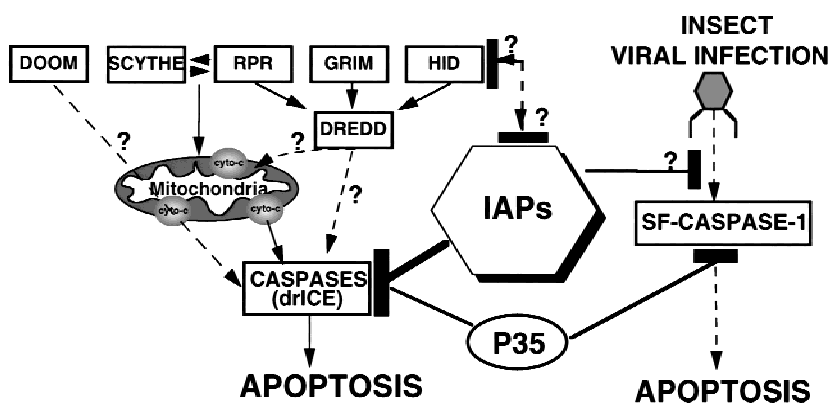 INSECT
VIRAL INFECTION
DOOM
SCYTHE
RPR
GRIM
HID
?
?
DREDD
?
?
cyto-c
Mitochondria
?
?
cyto-c
cyto-c
IAPs
SF-CASPASE-1
CASPASES
(drICE)
P35
APOPTOSIS
APOPTOSIS